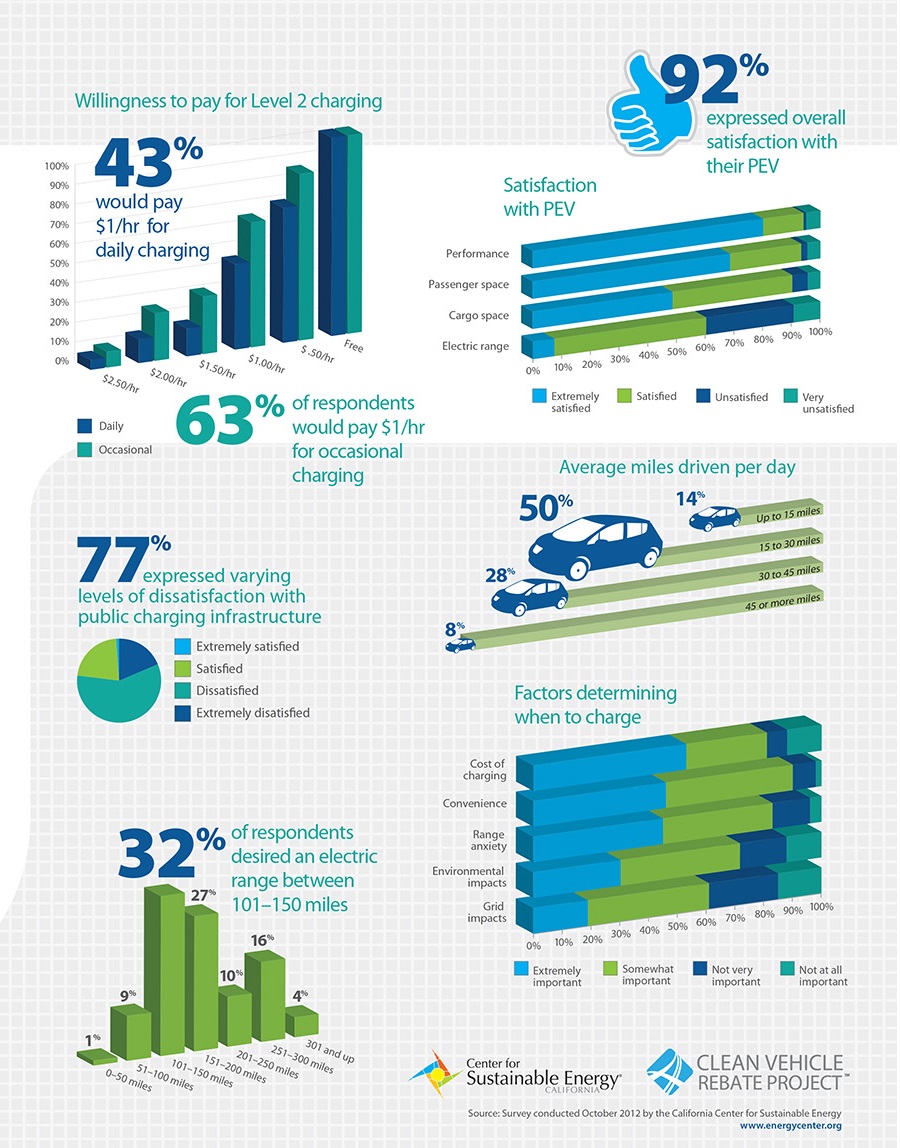 Willingness to pay for Level 2 charging
43%
would pay
$1/hr for
daily charging
100%
90%
80%
70%
60%
50%
40%
30%
20%
10%
0%
$2.50/hr
$2.00/hr
$1.50/hr
$1.00/hr
$ .50/hr
Free
Daily
Occasional
63% of respondents
would pay $1/hr
for occasional
charging
92%
expressed overall
satisfaction with
their PEV
Satisfaction
with PEV
Performance
Passenger space
Cargo space
Electric range
0% 10% 20% 30% 40% 50% 60% 70% 80% 90% 100%
Extremely
satisfied
Satisfied
Unsatisfied
Very
unsatisfied
Average miles driven per day
14% Up to 15 miles
50% 15 to 30 miles
28% 30 to 45 miles
8% 45 or more miles
77%
expressed varying
levels of dissatisfaction with
public charging infrastructure
Extremely satisfied
Satisfied
Dissatisfied
Extremely disatisfied
Factors determining
when to charge
Cost of
charging
Convenience
Range
anxiety
Environmental
impacts
Grid
impacts
0% 10% 20% 30% 40% 50% 60% 70% 80% 90% 100%
Extremely
important
Somewhat
important
Not very
important
Not at all
important
32% of respondents
desired an electric
range between
101–150 miles
1%
9%
27%
10%
16%
4%
0–50 miles
51–100 miles
101–150 miles
151–200 miles
201–250 miles
251–300 miles
301 and up
Center for
Sustainable Energy®
CALIFORNIA
CLEAN VEHICLE
REBATE PROJECT™
Source: Survey conducted October 2012 by the California Center for Sustainable Energy
www.energycenter.org